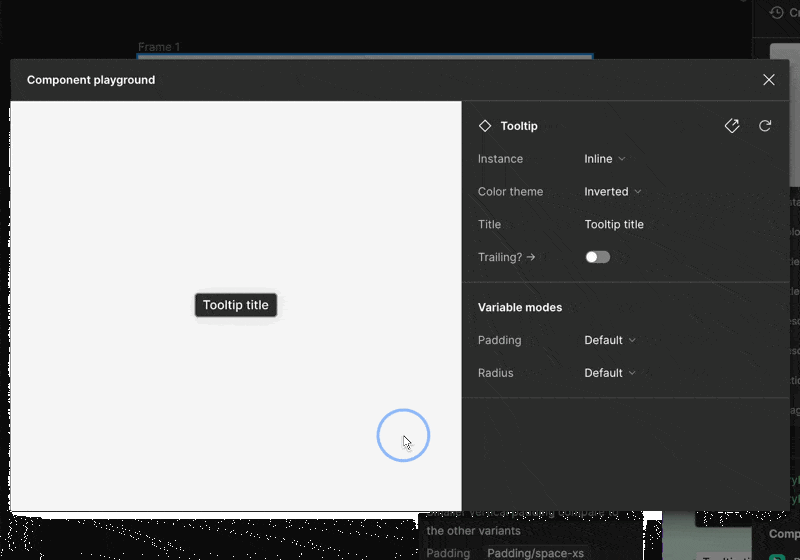 Frame 1
Component playground
Tooltip
Instance Inline
Color theme Inverted
Title Tooltip title
Trailing? →
Tooltip title
Variable modes
Padding Default
Radius Default
the other variants
Padding Padding/space-xs